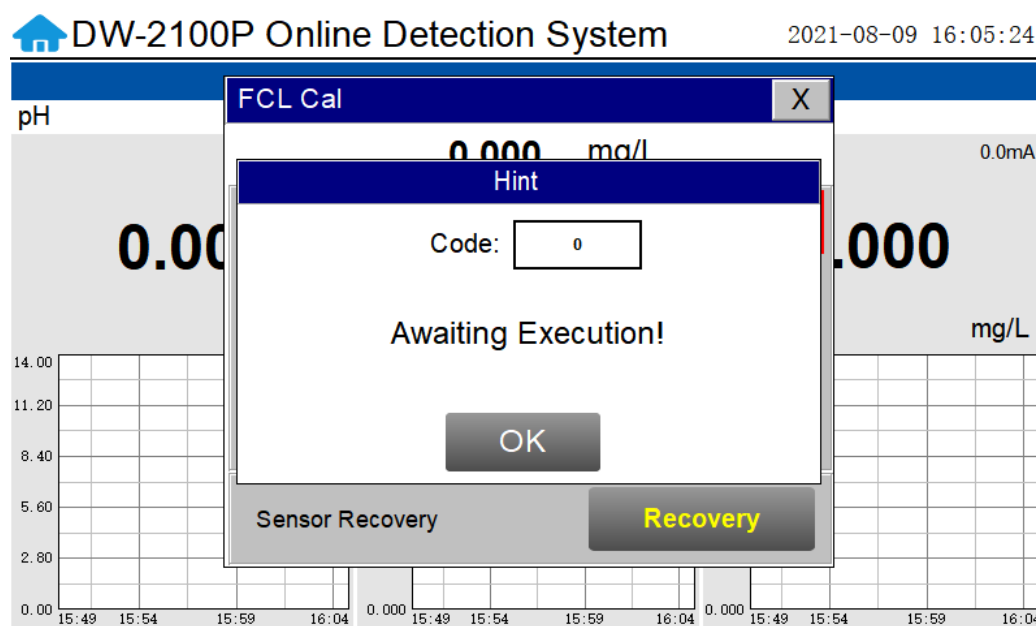 DW-2100P Online Detection System 2021-08-09 16:05:24
FCL Cal X
pH
0.000 mg/l
0.0mA
Hint
Code: 0
0.00 .000
Awaiting Execution!
mg/L
14.00
11.20
OK
8.40
5.60
Sensor Recovery Recovery
2.80
0.00 0.000 0.000
15:49 15:54 15:59 16:04 15:49 15:54 15:59 16:04 15:49 15:54 15:59 16:04